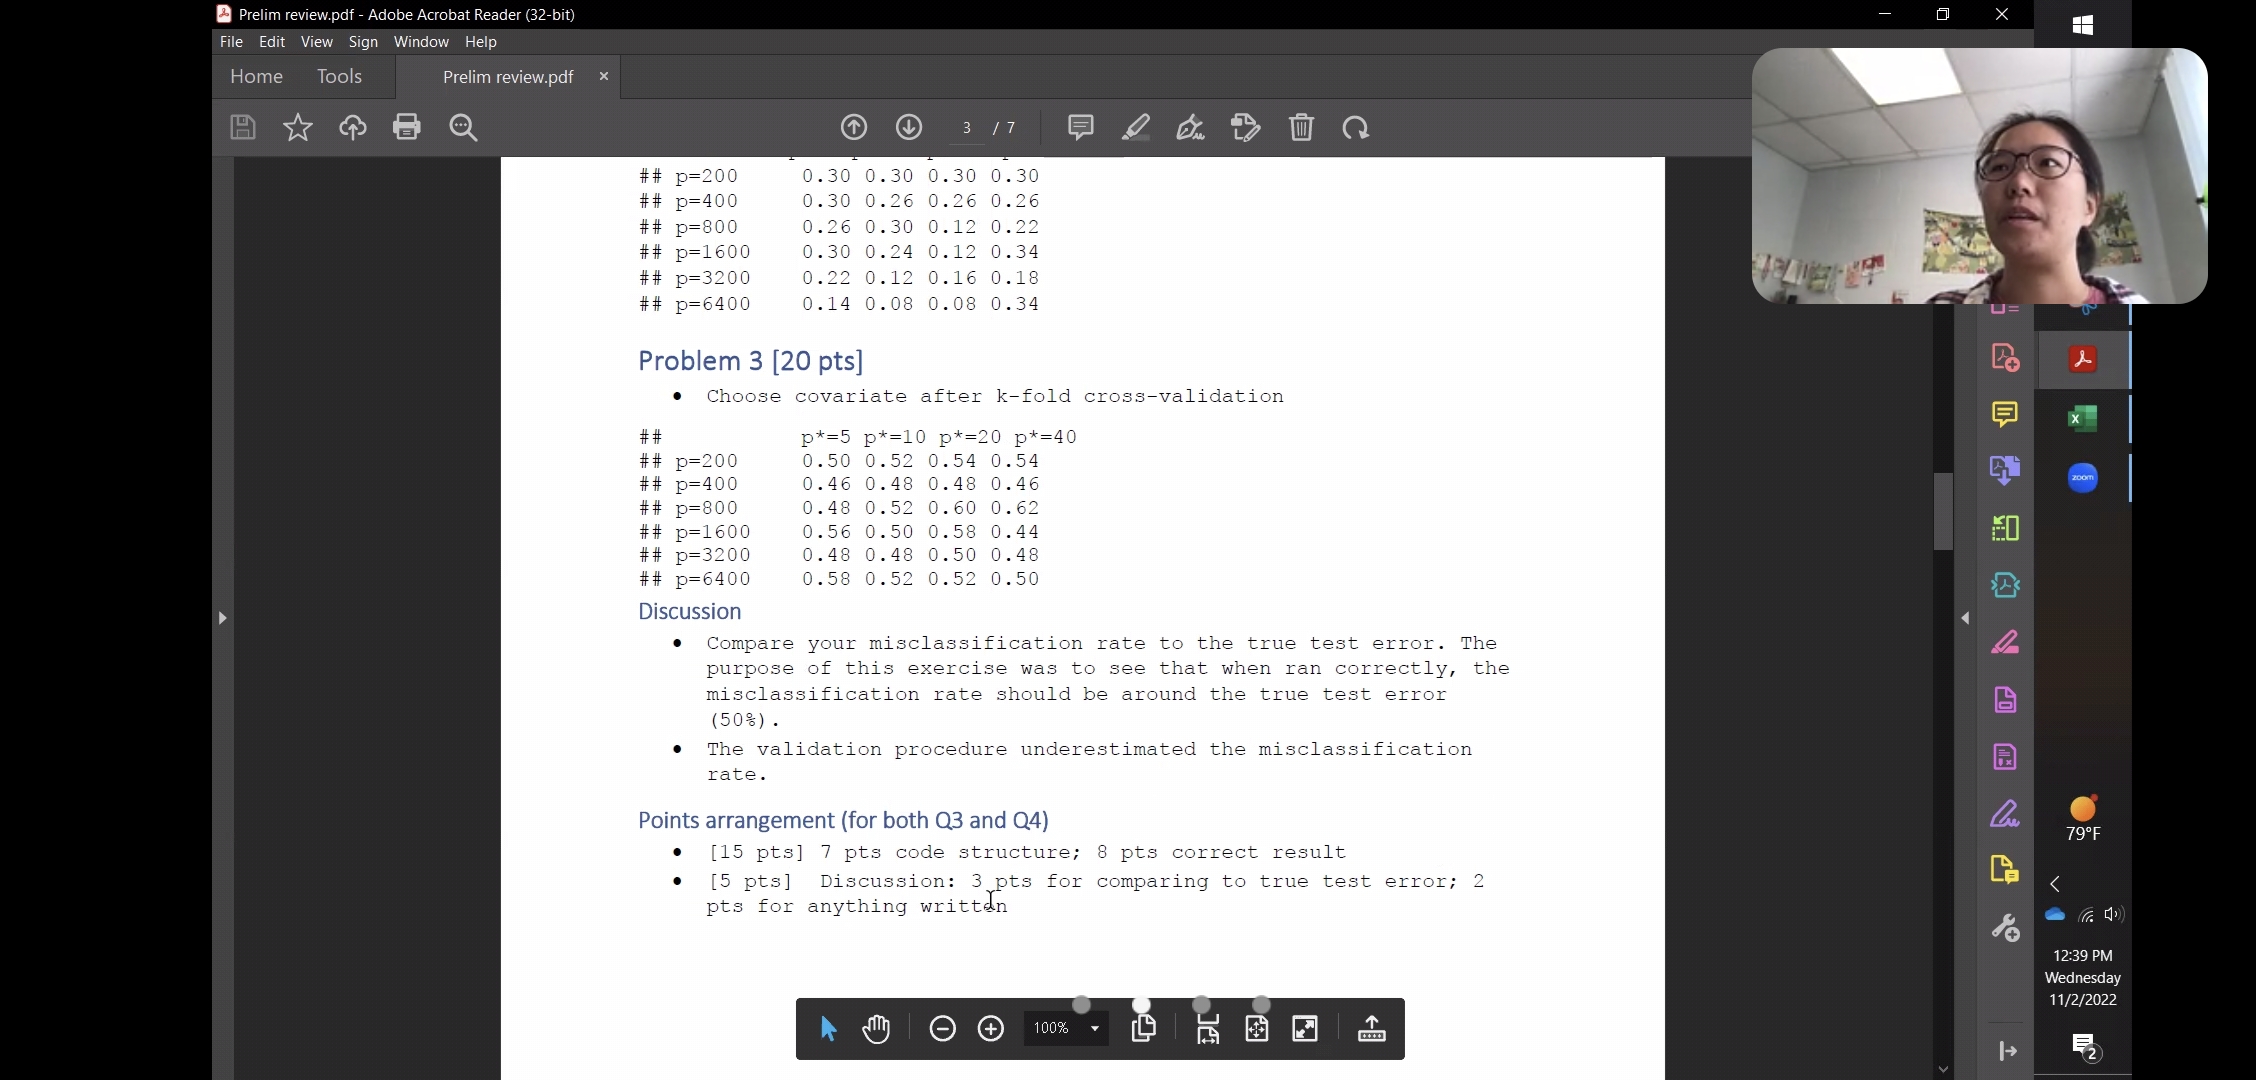 Prelim review.pdf - Adobe Acrobat Reader (32-bit)
File Edit View Sign Window Help
Home Tools Prelim review.pdf ×
3 / 7
## p=200 0.30 0.30 0.30 0.30
## p=400 0.30 0.26 0.26 0.26
## p=800 0.26 0.30 0.12 0.22
## p=1600 0.30 0.24 0.12 0.34
## p=3200 0.22 0.12 0.16 0.18
## p=6400 0.14 0.08 0.08 0.34
Problem 3 [20 pts]
• Choose covariate after k-fold cross-validation
## p*=5 p*=10 p*=20 p*=40
## p=200 0.50 0.52 0.54 0.54
## p=400 0.46 0.48 0.48 0.46
## p=800 0.48 0.52 0.60 0.62
## p=1600 0.56 0.50 0.58 0.44
## p=3200 0.48 0.48 0.50 0.48
## p=6400 0.58 0.52 0.52 0.50
Discussion
• Compare your misclassification rate to the true test error. The
purpose of this exercise was to see that when ran correctly, the
misclassification rate should be around the true test error
(50%).
• The validation procedure underestimated the misclassification
rate.
Points arrangement (for both Q3 and Q4)
• [15 pts] 7 pts code structure; 8 pts correct result
• [5 pts] Discussion: 3 pts for comparing to true test error; 2
pts for anything written
100%
zoom
79°F
12:39 PM
Wednesday
11/2/2022
2